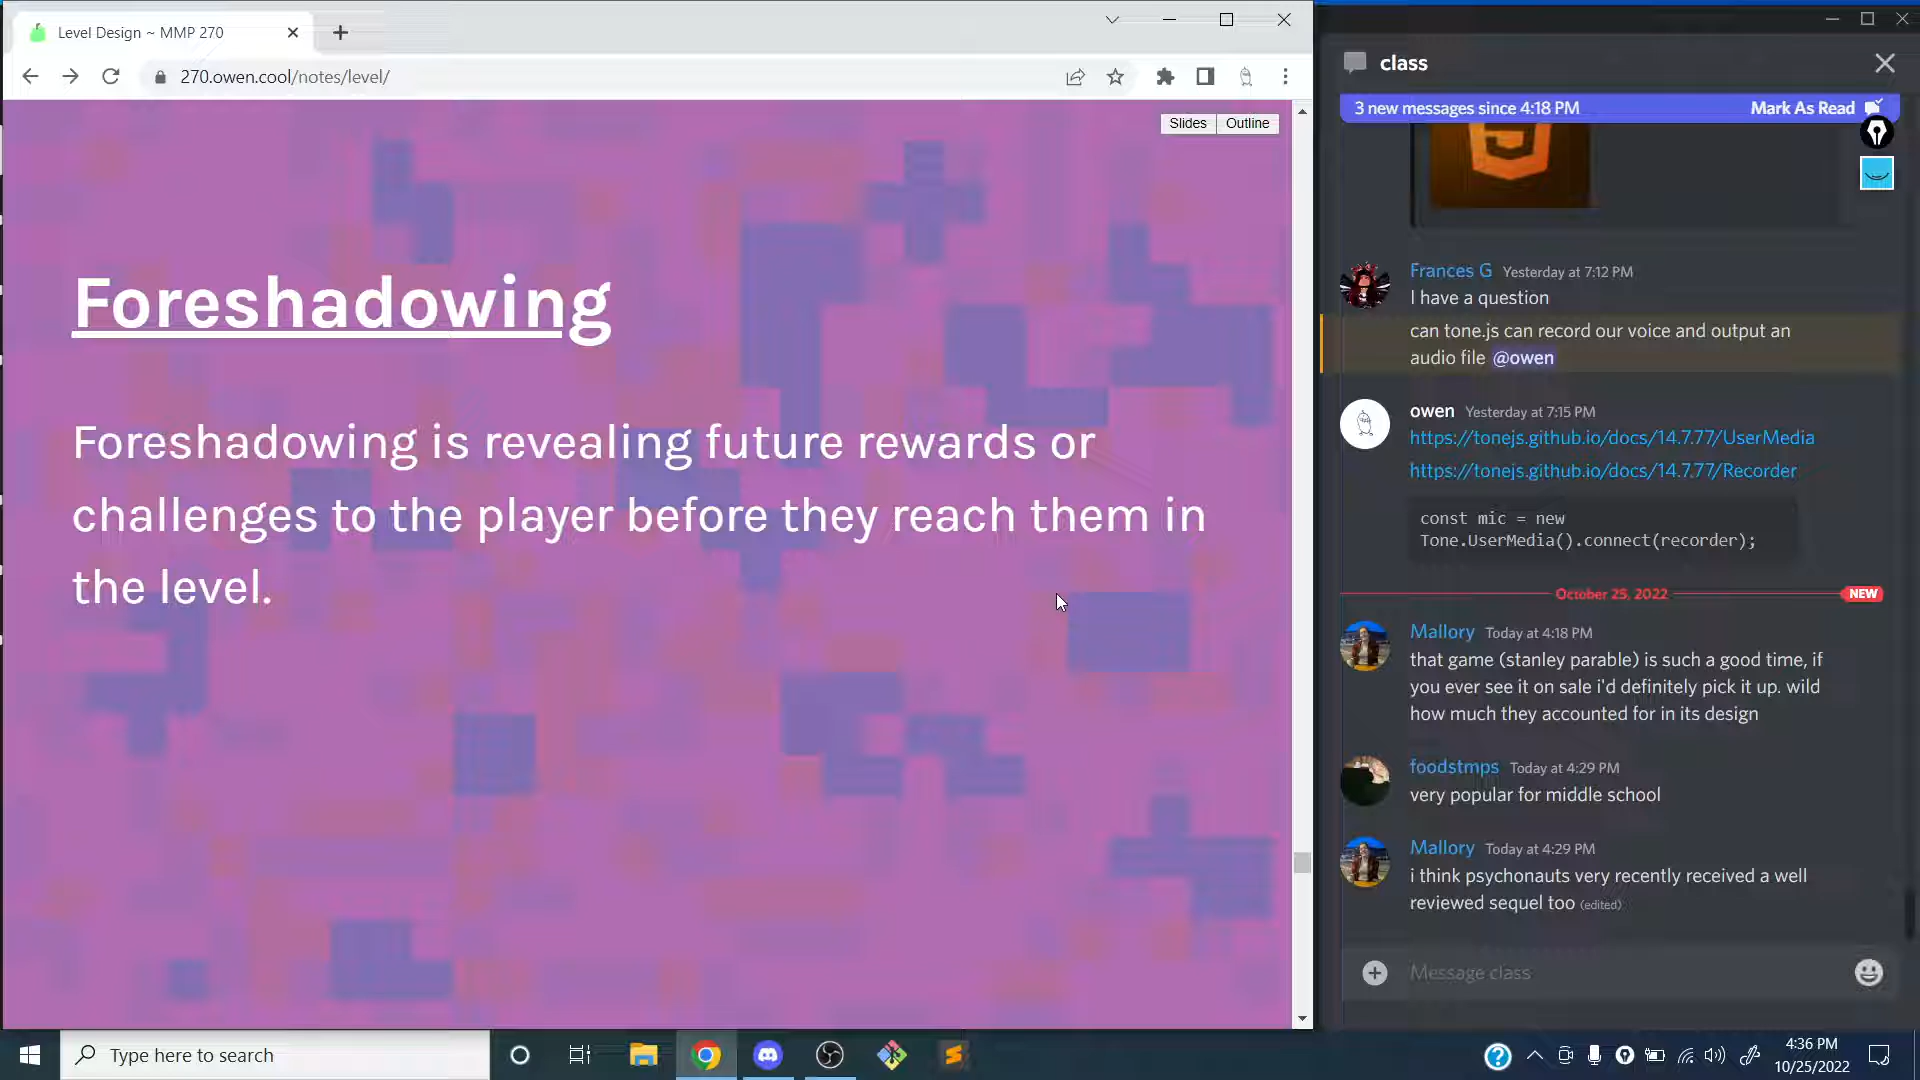 Level Design ~ MMP 270
270.owen.cool/notes/level/
Slides
Outline
Foreshadowing
Foreshadowing is revealing future rewards or
challenges to the player before they reach them in
the level.
class
3 new messages since 4:18 PM
Mark As Read
Frances G Yesterday at 7:12 PM
I have a question
can tone.js can record our voice and output an
audio file @owen
owen Yesterday at 7:15 PM
https://tonejs.github.io/docs/14.7.77/UserMedia
https://tonejs.github.io/docs/14.7.77/Recorder
const mic = new
Tone.UserMedia().connect(recorder);
October 25, 2022
NEW
Mallory Today at 4:18 PM
that game (stanley parable) is such a good time, if
you ever see it on sale i'd definitely pick it up. wild
how much they accounted for in its design
foodstmps Today at 4:29 PM
very popular for middle school
Mallory Today at 4:29 PM
i think psychonauts very recently received a well
reviewed sequel too (edited)
Message class
Type here to search
4:36 PM
10/25/2022